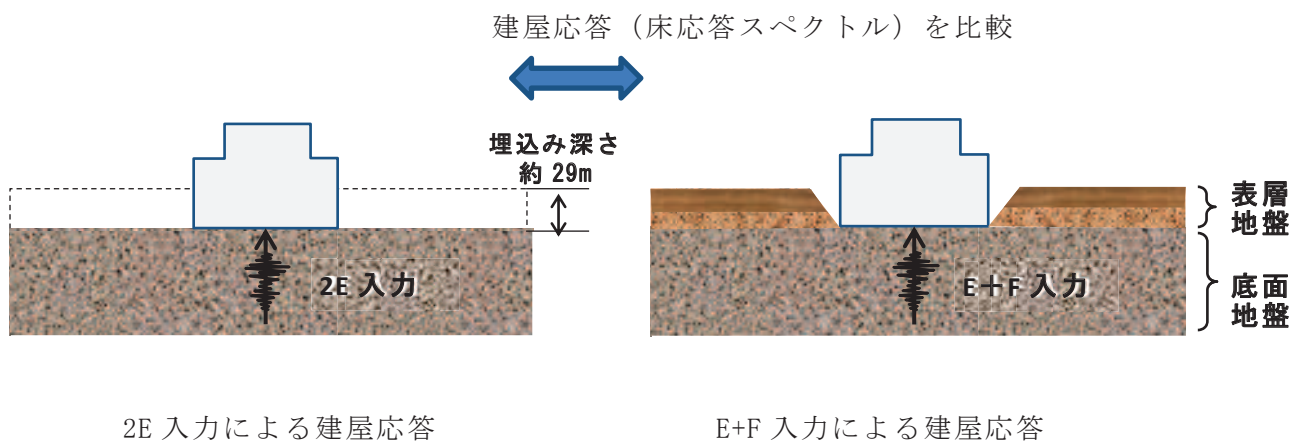 建屋応答（床応答スペクトル）を比較
埋込み深さ
約 29m
2E 入力
E＋F 入力
表層
地盤
底面
地盤
2E 入力による建屋応答
E+F 入力による建屋応答